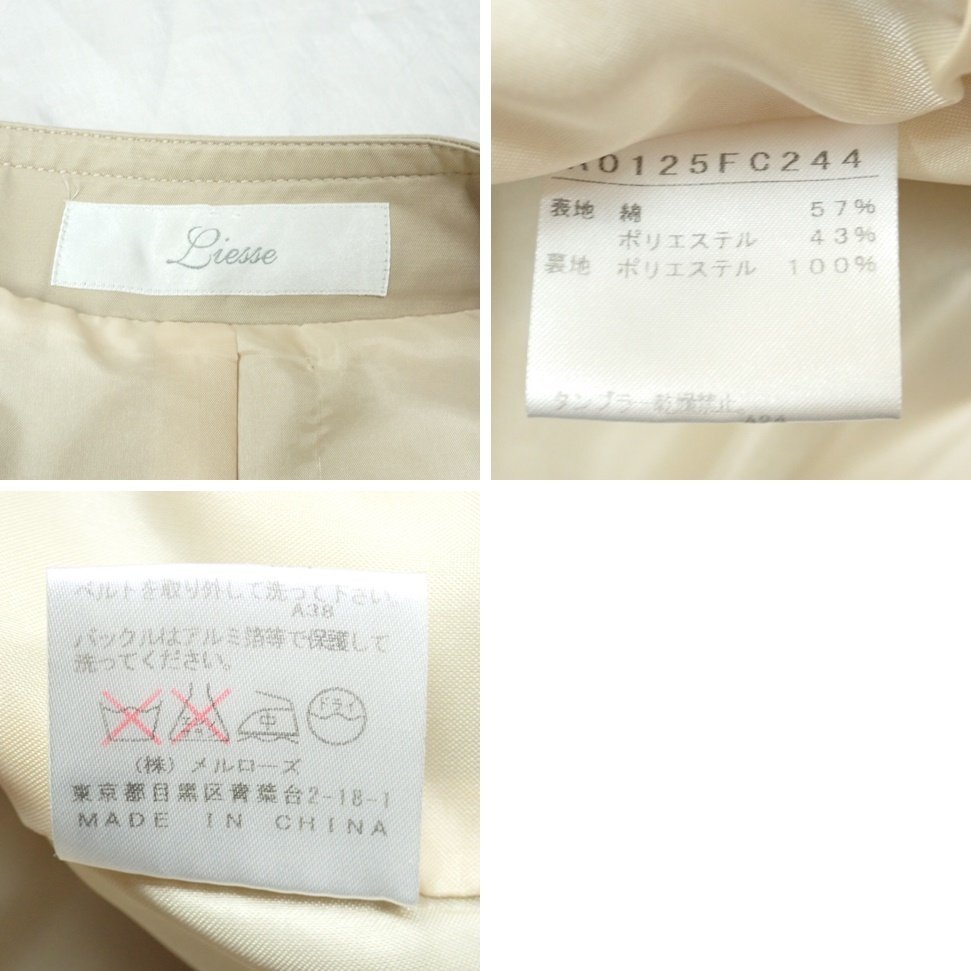 Liesse
A0125FC244
表地 綿 57%
ポリエステル 43%
裏地 ポリエステル 100%
タンブラー乾燥禁止
A24
ベルトを取り外して洗って下さい。
A38
バックルはアルミ箔等で保護して
洗ってください。
中 ドライ
(株) メルローズ
東京都目黒区青葉台2-18-1
MADE IN CHINA